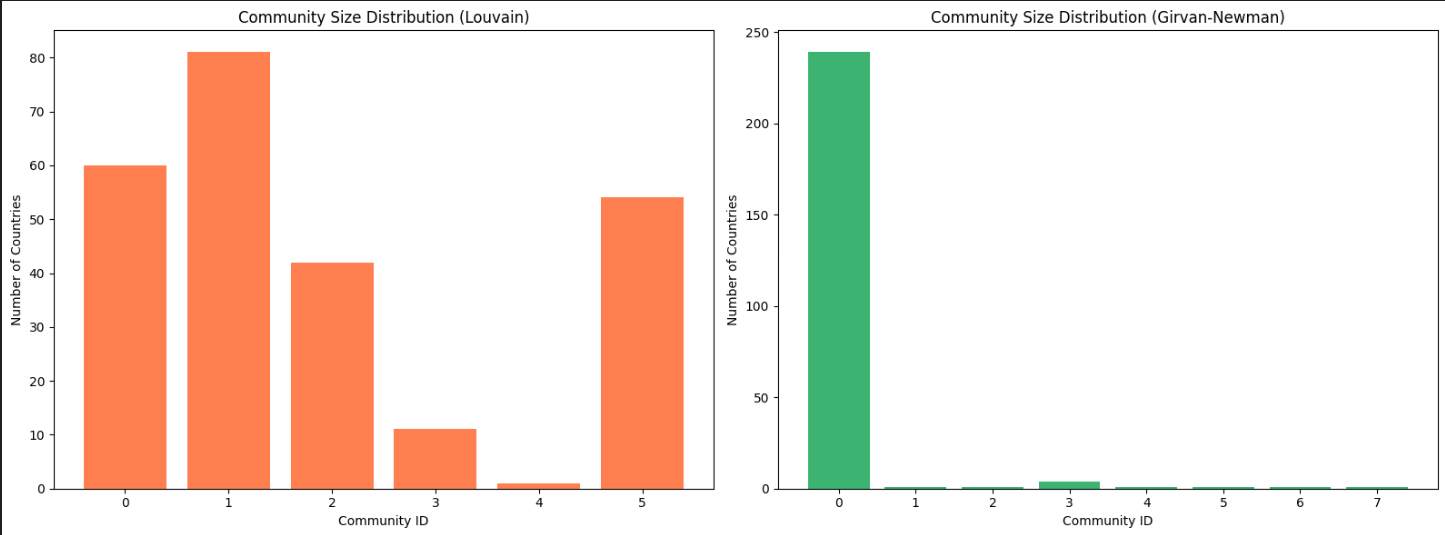 Community Size Distribution (Louvain)
80
70
60
50
40
30
20
10
0
Number of Countries
0 1 2 3 4 5
Community ID
Community Size Distribution (Girvan-Newman)
250
200
150
100
50
0
Number of Countries
0 1 2 3 4 5 6 7
Community ID